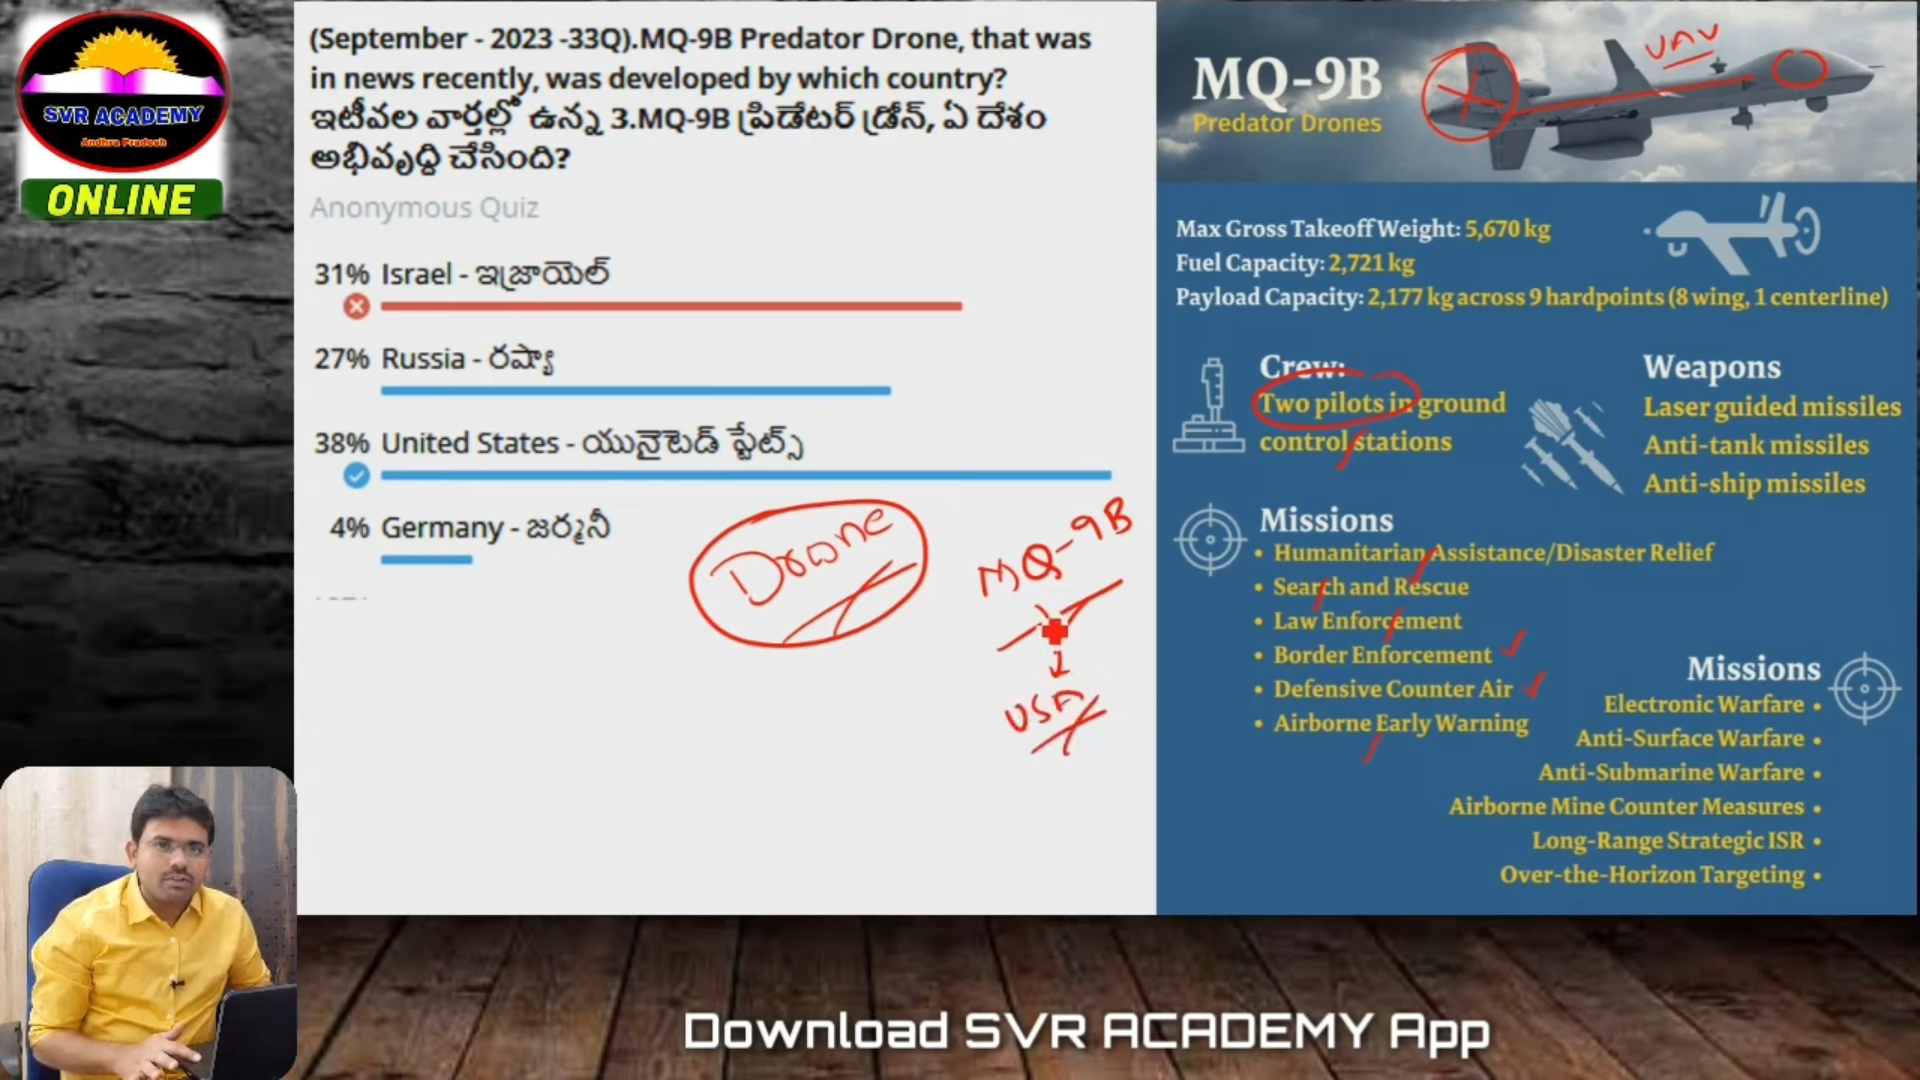 SVR ACADEMY
Andhra Pradesh
ONLINE
(September - 2023 -33Q).MQ-9B Predator Drone, that was
in news recently, was developed by which country?
ఇటీవల వార్తల్లో ఉన్న 3.MQ-9B ప్రిడేటర్ డ్రోన్, ఏ దేశం
అభివృద్ధి చేసింది?
Anonymous Quiz
31% Israel - ఇజ్రాయెల్
27% Russia - రష్యా
38% United States - యునైటెడ్ స్టేట్స్
4% Germany - జర్మనీ
Drone
MQ-9B
USA
MQ-9B
Predator Drones
UAV
Max Gross Takeoff Weight: 5,670 kg
Fuel Capacity: 2,721 kg
Payload Capacity: 2,177 kg across 9 hardpoints (8 wing, 1 centerline)
Crew:
Two pilots in ground
control stations
Weapons
Laser guided missiles
Anti-tank missiles
Anti-ship missiles
Missions
• Humanitarian Assistance/Disaster Relief
• Search and Rescue
• Law Enforcement
• Border Enforcement
• Defensive Counter Air
• Airborne Early Warning
Missions
Electronic Warfare •
Anti-Surface Warfare •
Anti-Submarine Warfare •
Airborne Mine Counter Measures •
Long-Range Strategic ISR •
Over-the-Horizon Targeting •
Download SVR ACADEMY App